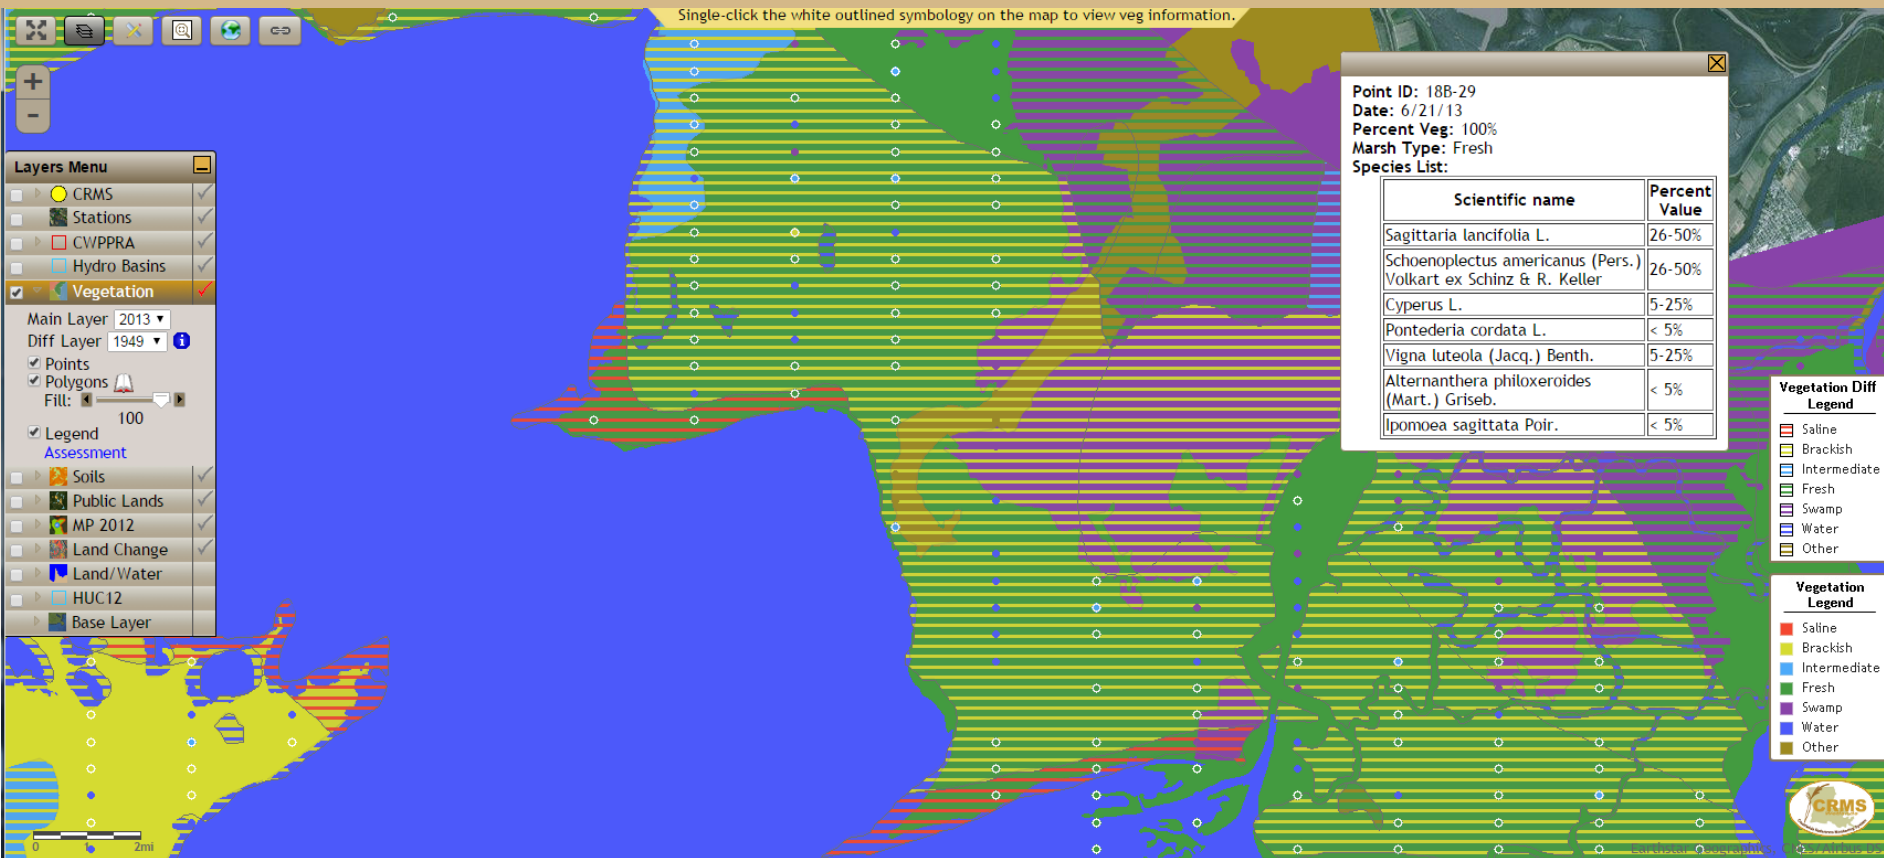 Single-click the white outlined symbology on the map to view veg information.
+
−
Layers Menu
CRMS
Stations
CWPPRA
Hydro Basins
Vegetation
Main Layer 2013
Diff Layer 1949
Points
Polygons
Fill:
100
Legend
Assessment
Soils
Public Lands
MP 2012
Land Change
Land/Water
HUC12
Base Layer
Point ID: 18B-29
Date: 6/21/13
Percent Veg: 100%
Marsh Type: Fresh
Species List:
Scientific name Percent Value
Sagittaria lancifolia L. 26-50%
Schoenoplectus americanus (Pers.)
Volkart ex Schinz & R. Keller 26-50%
Cyperus L. 5-25%
Pontederia cordata L. < 5%
Vigna luteola (Jacq.) Benth. 5-25%
Alternanthera philoxeroides
(Mart.) Griseb. < 5%
Ipomoea sagittata Poir. < 5%
Vegetation Diff
Legend
Saline
Brackish
Intermediate
Fresh
Swamp
Water
Other
Vegetation
Legend
Saline
Brackish
Intermediate
Fresh
Swamp
Water
Other
CRMS
0 1 2mi
Earthstar Geographics, CNES/Airbus DS